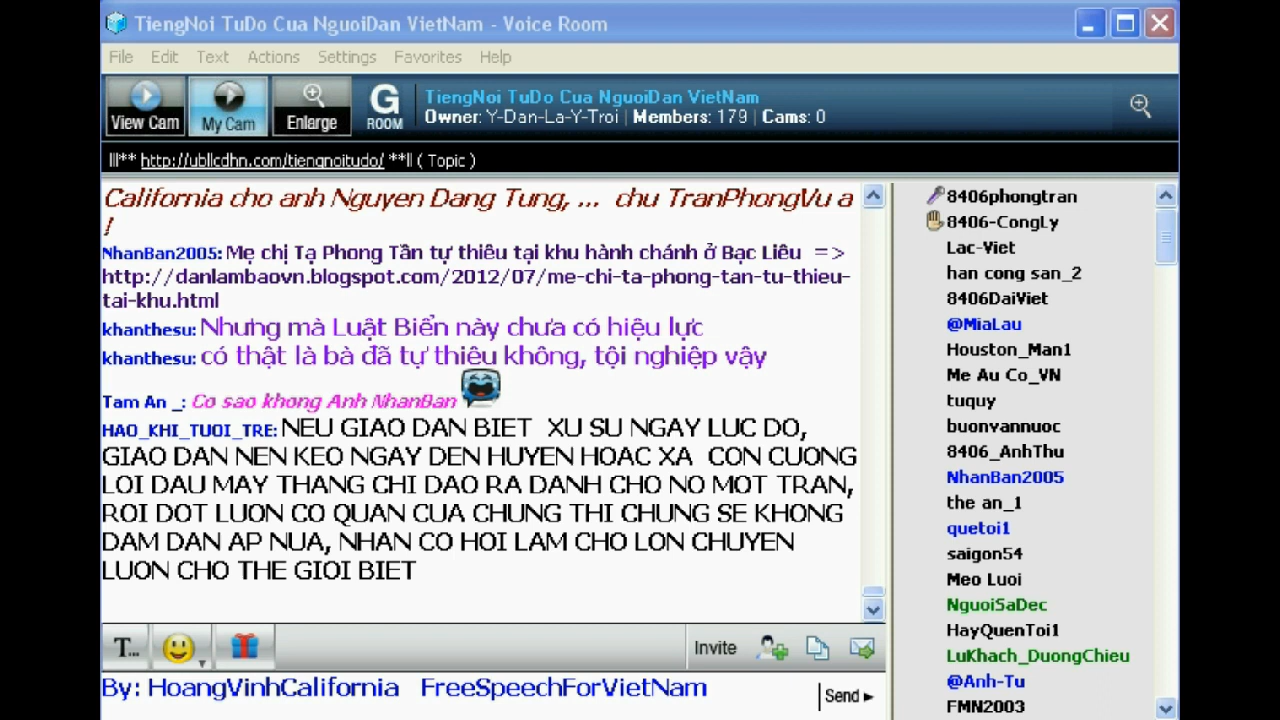 TiengNoi TuDo Cua NguoiDan VietNam - Voice Room
File Edit Text Actions Settings Favorites Help
View Cam My Cam Enlarge G ROOM
TiengNoi TuDo Cua NguoiDan VietNam
Owner: Y-Dan-La-Y-Troi | Members: 179 | Cams: 0
lll** http://ubllcdhn.com/tiengnoitudo/ **ll ( Topic )
California cho anh Nguyen Dang Tung, ... chu TranPhongVu a
!
NhanBan2005: Mẹ chị Tạ Phong Tần tự thiêu tại khu hành chánh ở Bạc Liêu =>
http://danlambaovn.blogspot.com/2012/07/me-chi-ta-phong-tan-tu-thieu-
tai-khu.html
khanthesu: Nhưng mà Luật Biển này chưa có hiệu lực
khanthesu: có thật là bà đã tự thiêu không, tội nghiệp vậy
Tam An _: Co sao khong Anh NhanBan
HAO_KHI_TUOI_TRE: NEU GIAO DAN BIET XU SU NGAY LUC DO,
GIAO DAN NEN KEO NGAY DEN HUYEN HOAC XA CON CUONG
LOI DAU MAY THANG CHI DAO RA DANH CHO NO MOT TRAN,
ROI DOT LUON CO QUAN CUA CHUNG THI CHUNG SE KHONG
DAM DAN AP NUA, NHAN CO HOI LAM CHO LON CHUYEN
LUON CHO THE GIOI BIET
T... Invite
By: HoangVinhCalifornia FreeSpeechForVietNam
Send
8406phongtran
8406-CongLy
Lac-Viet
han cong san_2
8406DaiViet
@MiaLau
Houston_Man1
Me Au Co_VN
tuquy
buonvannuoc
8406_AnhThu
NhanBan2005
the an_1
quetoi1
saigon54
Meo Luoi
NguoiSaDec
HayQuenToi1
LuKhach_DuongChieu
@Anh-Tu
FMN2003